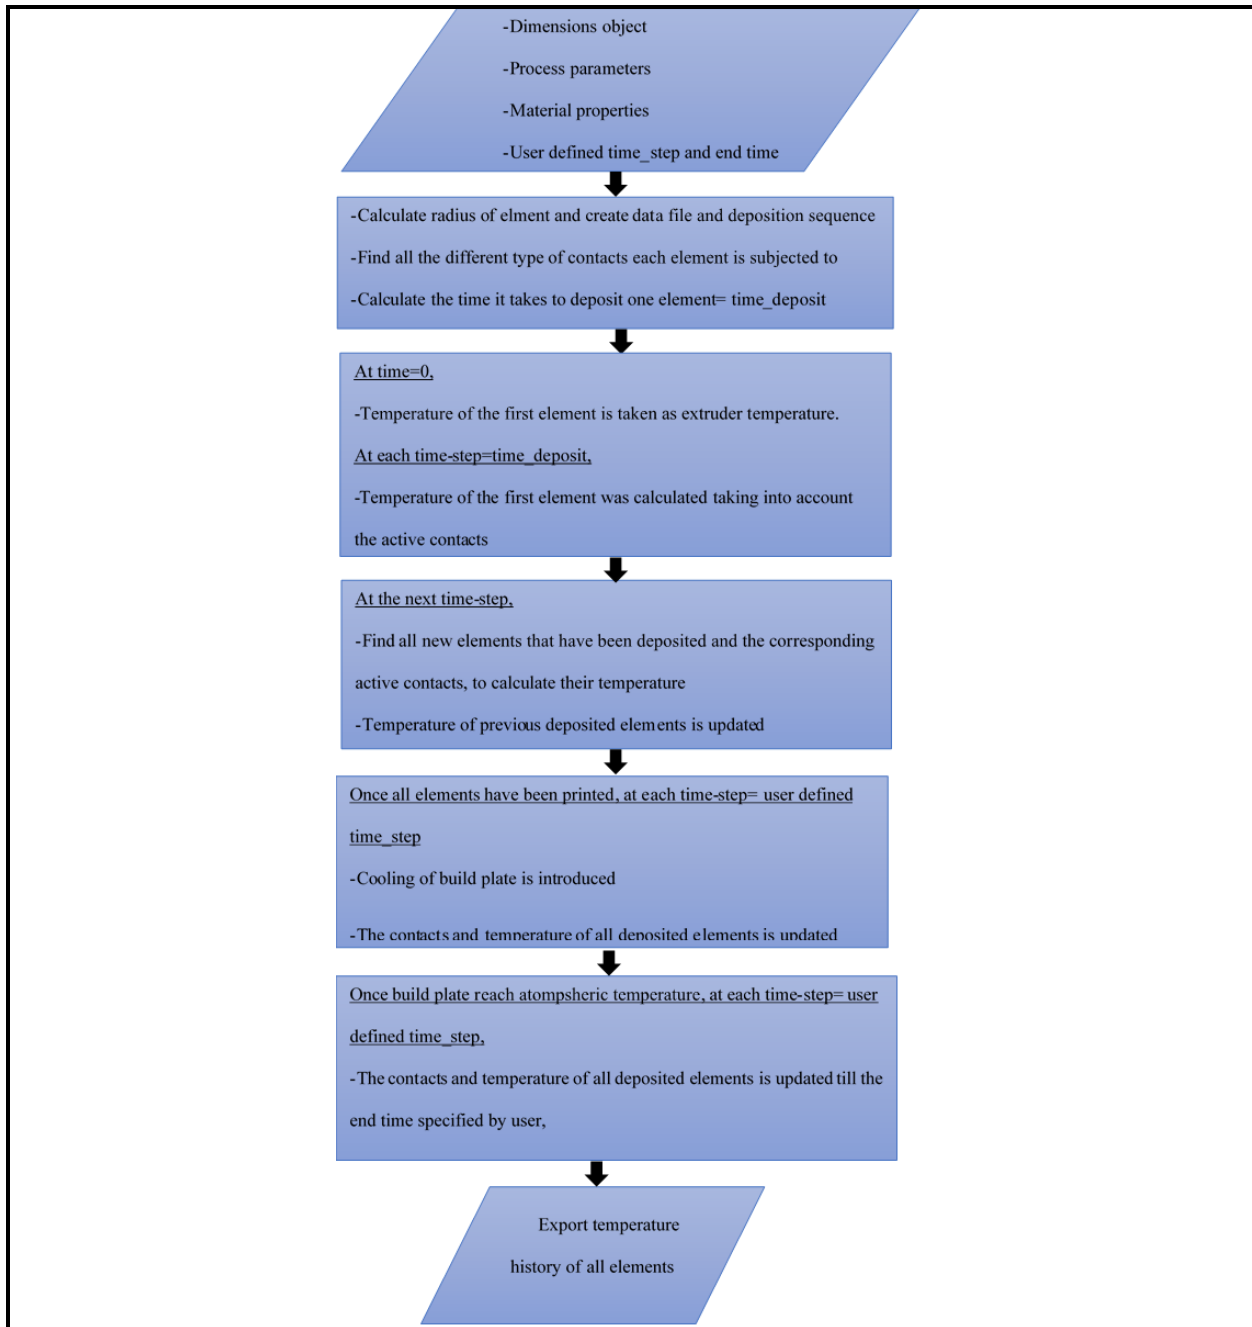 -Dimensions object
-Process parameters
-Material properties
-User defined time_step and end time
-Calculate radius of elment and create data file and deposition sequence
-Find all the different type of contacts each element is subjected to
-Calculate the time it takes to deposit one element= time_deposit
At time=0,
-Temperature of the first element is taken as extruder temperature.
At each time-step=time_deposit,
-Temperature of the first element was calculated taking into account
the active contacts
At the next time-step,
-Find all new elements that have been deposited and the corresponding
active contacts, to calculate their temperature
-Temperature of previous deposited elements is updated
Once all elements have been printed, at each time-step= user defined
time_step
-Cooling of build plate is introduced
-The contacts and temperature of all deposited elements is updated
Once build plate reach atompsheric temperature, at each time-step= user
defined time_step,
-The contacts and temperature of all deposited elements is updated till the
end time specified by user,
Export temperature
history of all elements